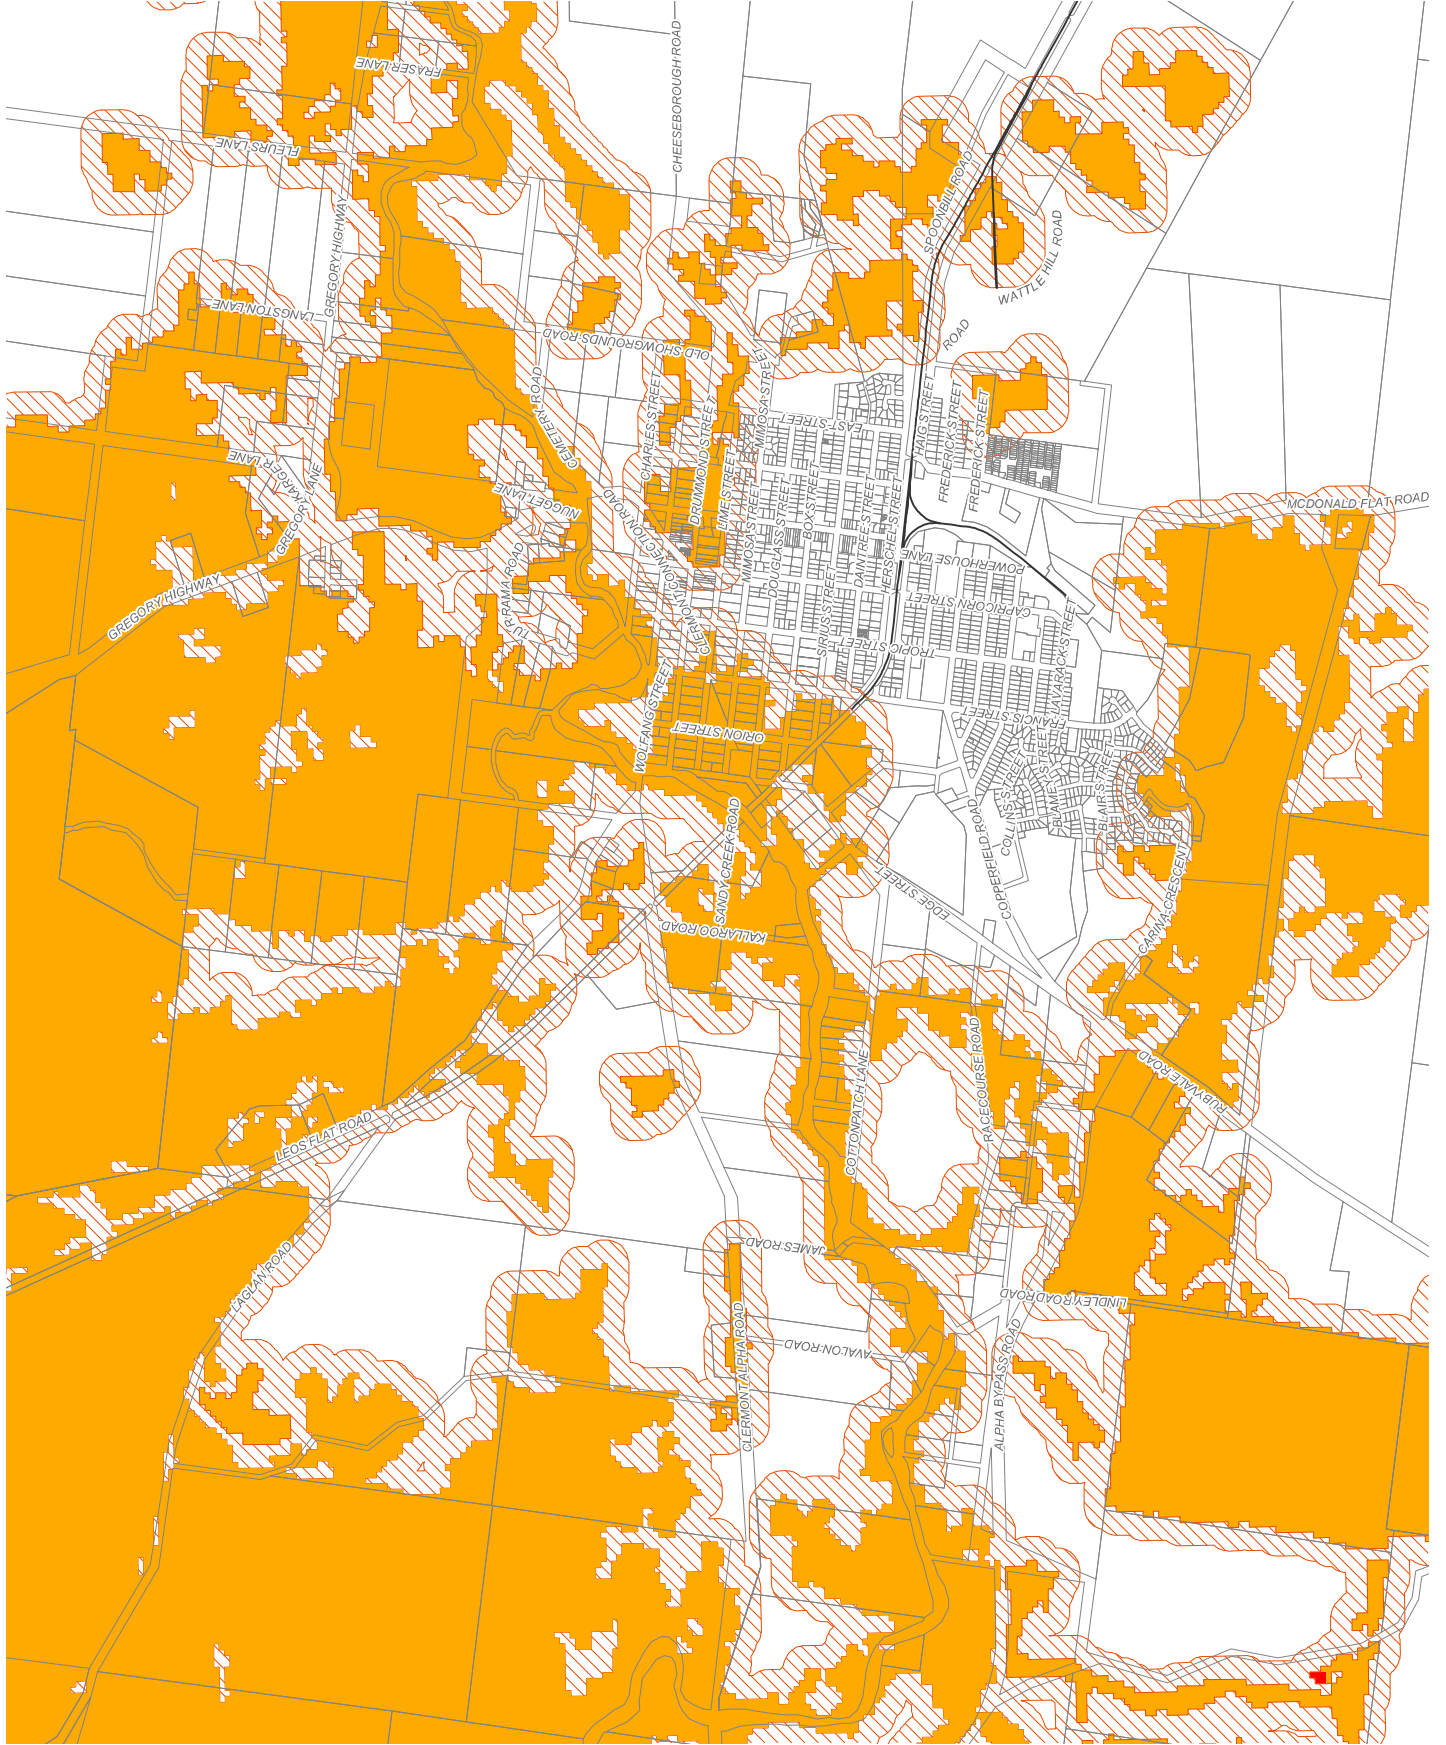 CHEESEBOROUGH ROAD
FRASER LANE
FLEURS LANE
SPOONBILL ROAD
GREGORY HIGHWAY
WATTLE HILL ROAD
LANGSTON LANE
ROAD
OLD SHOWGROUNDS ROAD
MIMOSA STREET
CEMETERY ROAD
CHARLES STREET
DRUMMOND STREET
EAST STREET
HAIG STREET
FREDERICK STREET
FREDERICK STREET
KARGER LANE
GREGORY LANE
NUGGET LANE
LIME STREET
BOX STREET
MCDONALD FLAT ROAD
MIMOSA STREET
DOUGLASS STREET
DAINTREE STREET
HERSCHEL STREET
CLERMONT CONNECTION ROAD
POWERHOUSE LANE
GREGORY HIGHWAY
TURRAMA ROAD
CAPRICORN STREET
SIRIUS STREET
TROPIC STREET
JAVARACK STREET
WOLFANG STREET
ORION STREET
FRANCIS STREET
COLLINS STREET
BLAME STREET
BLAIR STREET
SANDY CREEK ROAD
COPPERFIELD ROAD
EDGE STREET
CARINA CRESCENT
KALLAROO ROAD
COTTONPATCH LANE
RACECOURSE ROAD
RUBYVALE ROAD
LEOS FLAT ROAD
LAGLAN ROAD
JAMES ROAD
LINDLEY ROAD ROAD
AVALON ROAD
CLERMONT ALPHA ROAD
ALPHA BYPASS ROAD